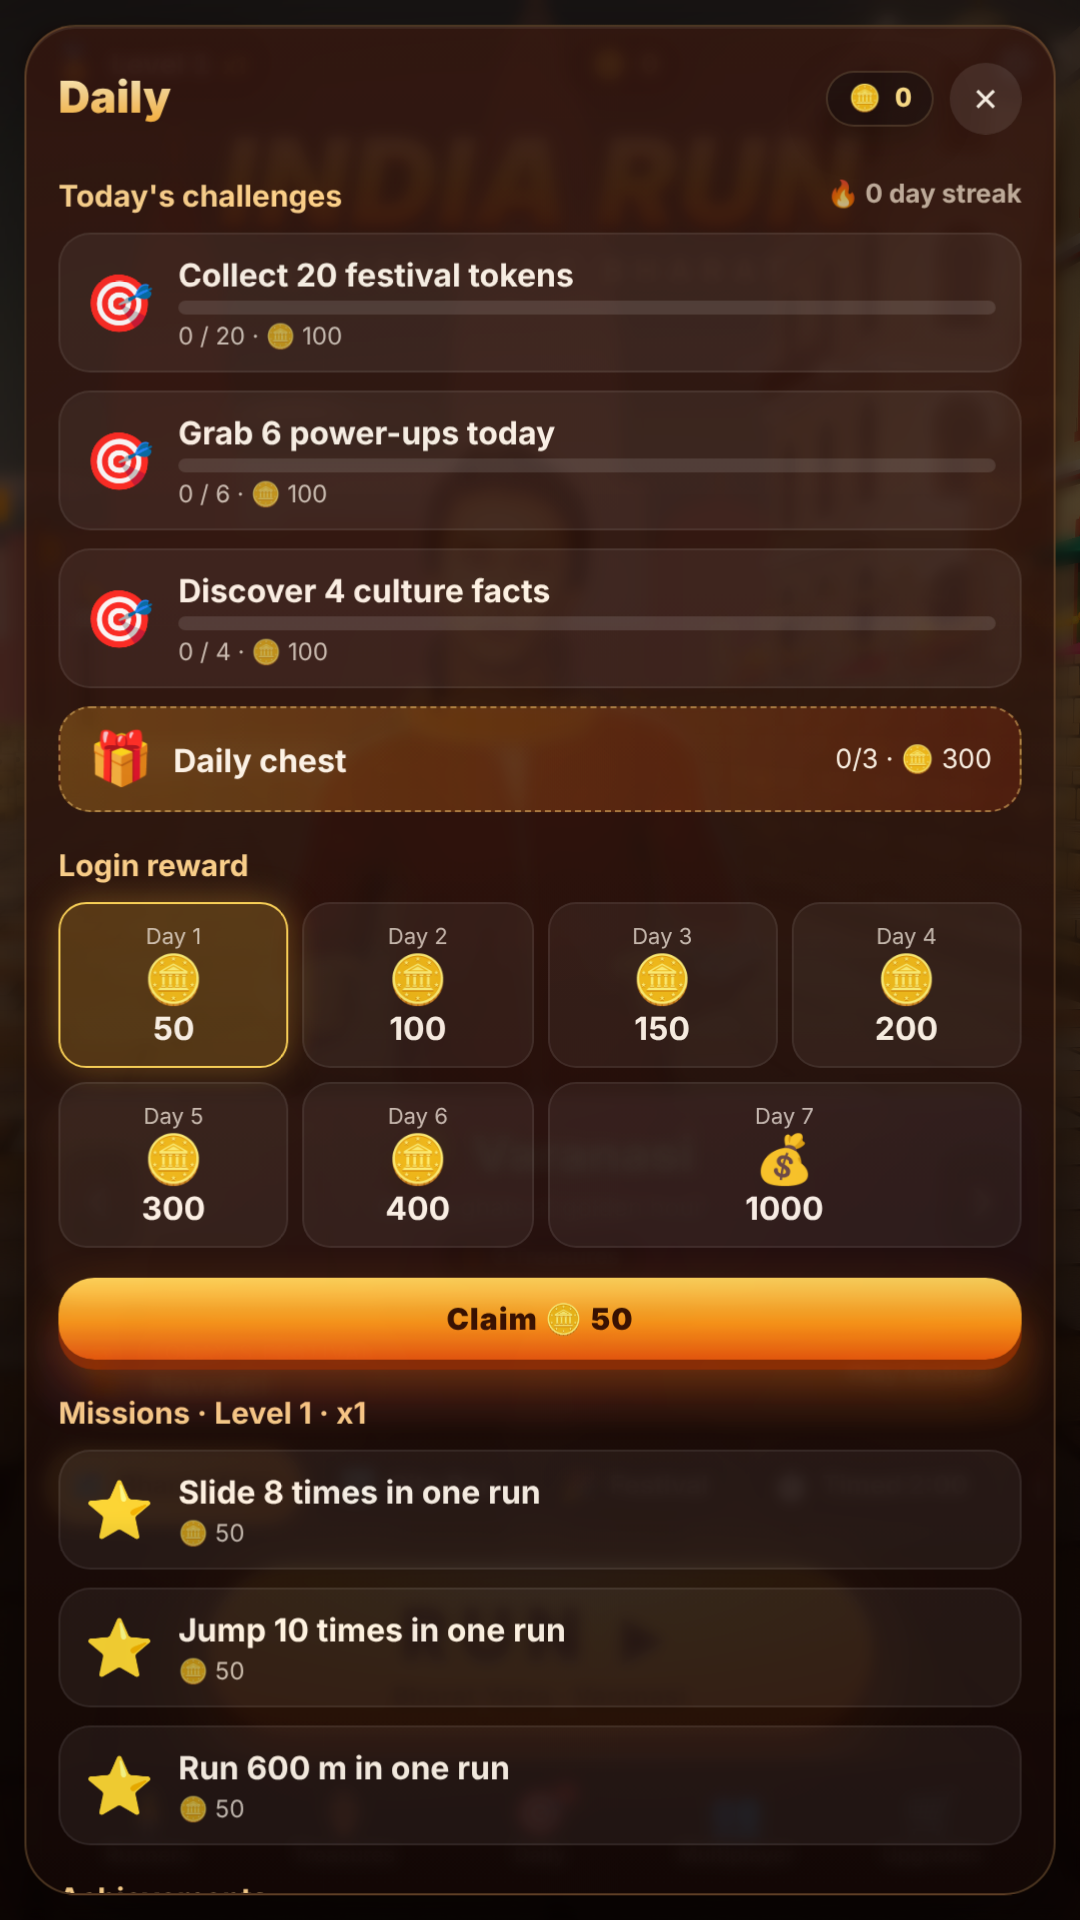 Daily
0
INDIA RUN
Today's challenges
0 day streak
Collect 20 festival tokens
0 / 20 · 100
Grab 6 power-ups today
0 / 6 · 100
Discover 4 culture facts
0 / 4 · 100
Daily chest
0/3 · 300
Login reward
Day 1
50
Day 2
100
Day 3
150
Day 4
200
Day 5
300
Day 6
400
Day 7
1000
Claim 50
Missions · Level 1 · x1
Slide 8 times in one run
50
Jump 10 times in one run
50
RUN
Run 600 m in one run
50
Achievements